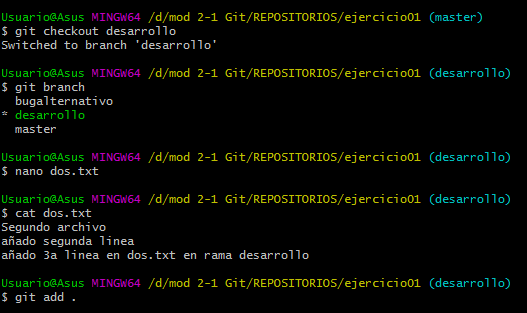 Usuario@Asus MINGW64 /d/mod 2-1 Git/REPOSITORIOS/ejercicio01 (master)
$ git checkout desarrollo
Switched to branch 'desarrollo'
Usuario@Asus MINGW64 /d/mod 2-1 Git/REPOSITORIOS/ejercicio01 (desarrollo)
$ git branch
bugalternativo
* desarrollo
master
Usuario@Asus MINGW64 /d/mod 2-1 Git/REPOSITORIOS/ejercicio01 (desarrollo)
$ nano dos.txt
Usuario@Asus MINGW64 /d/mod 2-1 Git/REPOSITORIOS/ejercicio01 (desarrollo)
$ cat dos.txt
Segundo archivo
añado segunda linea
añado 3a linea en dos.txt en rama desarrollo
Usuario@Asus MINGW64 /d/mod 2-1 Git/REPOSITORIOS/ejercicio01 (desarrollo)
$ git add .